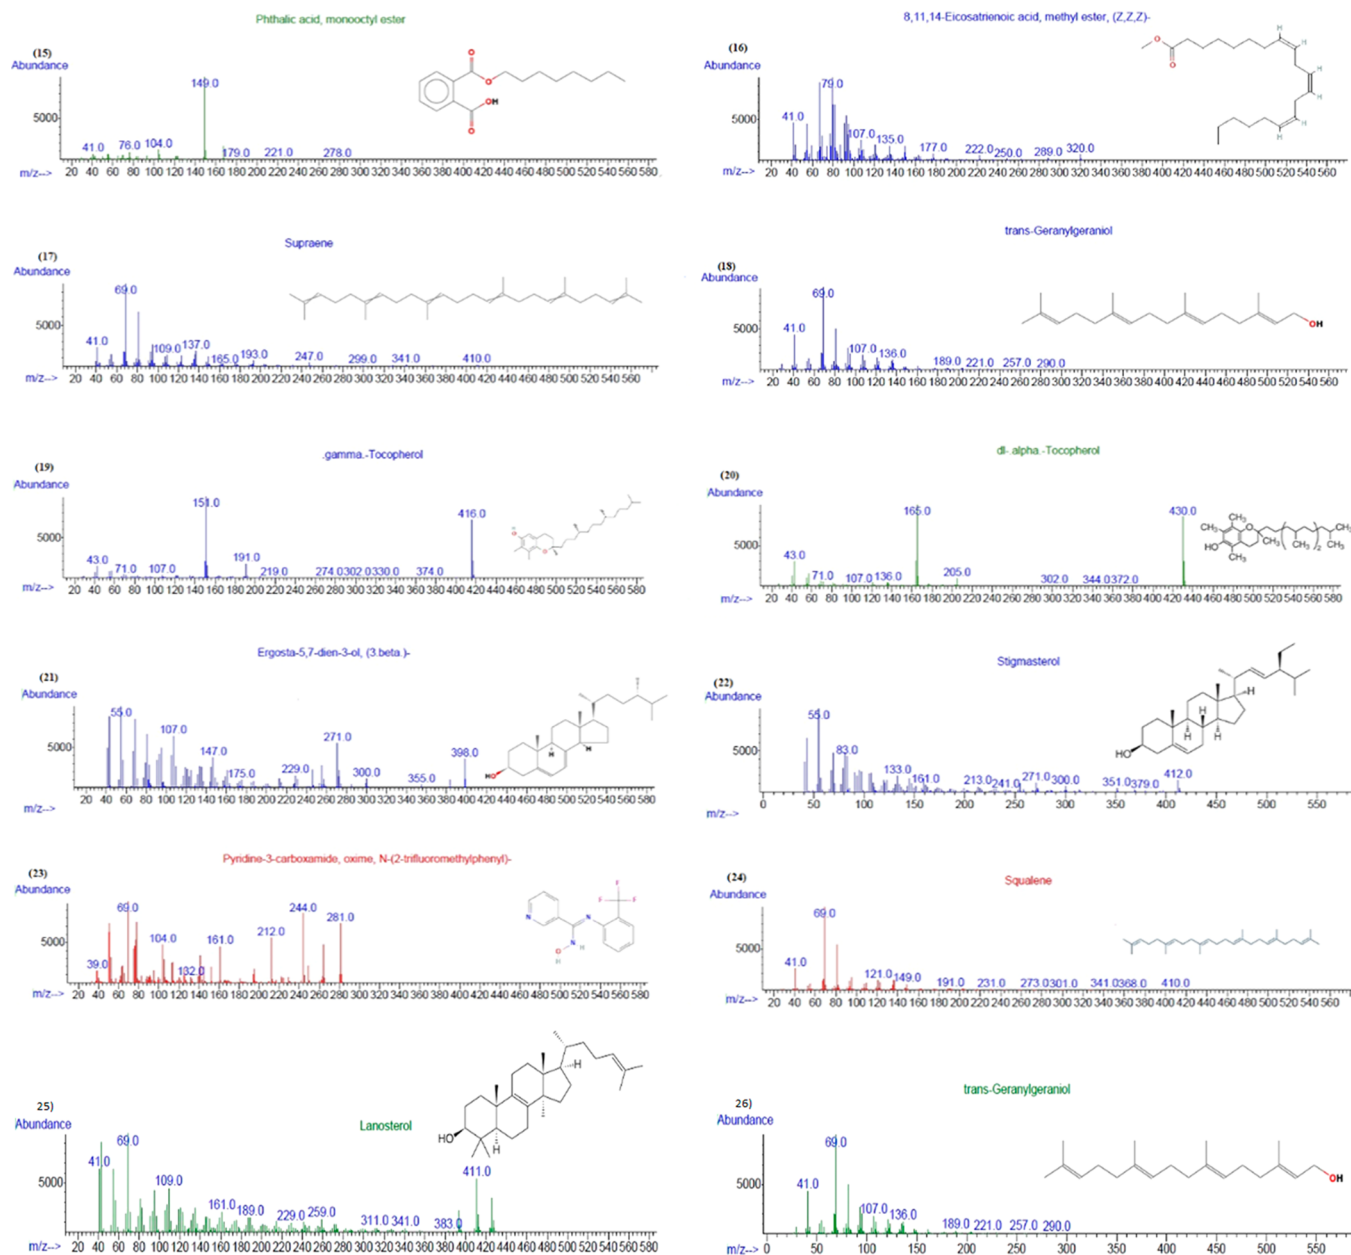 Phthalic acid, monooctyl ester
(15)
Abundance
149.0
5000
41.0 76.0 104.0 179.0 221.0 278.0
m/z--> 20 40 60 80 100 120 140 160 180 200 220 240 260 280 300 320 340 360 380 400 420 440 460 480 500 520 540 560 580
O
O
OH
O
8,11,14-Eicosatrienoic acid, methyl ester, (Z,Z,Z)-
(16)
Abundance
79.0
5000
41.0 107.0 135.0 177.0 222.0 250.0 289.0 320.0
m/z--> 20 40 60 80 100 120 140 160 180 200 220 240 260 280 300 320 340 360 380 400 420 440 460 480 500 520 540 560
O
O
H
H
H
H
H
H
Supraene
(17)
Abundance
69.0
5000
41.0 109.0 137.0 165.0 193.0 247.0 299.0 341.0 410.0
m/z--> 20 40 60 80 100 120 140 160 180 200 220 240 260 280 300 320 340 360 380 400 420 440 460 480 500 520 540 560
trans-Geranylgeraniol
(18)
Abundance
69.0
5000
41.0 107.0 136.0 189.0 221.0 257.0 290.0
m/z--> 20 40 60 80 100 120 140 160 180 200 220 240 260 280 300 320 340 360 380 400 420 440 460 480 500 520 540 560
OH
.gamma.-Tocopherol
(19)
Abundance
151.0
416.0
5000
43.0 71.0 107.0 191.0 219.0 274.0 302.0 330.0 374.0
m/z--> 20 40 60 80 100 120 140 160 180 200 220 240 260 280 300 320 340 360 380 400 420 440 460 480 500 520 540 560 580
dl-.alpha.-Tocopherol
(20)
Abundance
165.0 430.0
5000
43.0 71.0 107.0 136.0 205.0 302.0 344.0 372.0
m/z--> 20 40 60 80 100 120 140 160 180 200 220 240 260 280 300 320 340 360 380 400 420 440 460 480 500 520 540 560 580
CH3
CH3 O CH3
HO CH3 CH3 2 CH3
CH3
Ergosta-5,7-dien-3-ol, (3.beta.)-
(21)
Abundance
55.0
5000
107.0 147.0 175.0 229.0 271.0 300.0 355.0 398.0
m/z--> 20 40 60 80 100 120 140 160 180 200 220 240 260 280 300 320 340 360 380 400 420 440 460 480 500 520 540 560 580
H H
HO
Stigmasterol
(22)
Abundance
55.0
5000
83.0 133.0 161.0 213.0 241.0 271.0 300.0 351.0 379.0 412.0
m/z--> 0 50 100 150 200 250 300 350 400 450 500 550
H
H
H H
HO
Pyridine-3-carboxamide, oxime, N-(2-trifluoromethylphenyl)-
(23)
Abundance
69.0 244.0
5000
39.0 104.0 132.0 161.0 212.0 281.0
m/z--> 20 40 60 80 100 120 140 160 180 200 220 240 260 280 300 320 340 360 380 400 420 440 460 480 500 520 540 560 580
F
F F
N N
N H
O
H
Squalene
(24)
Abundance
69.0
5000
41.0 121.0 149.0 191.0 231.0 273.0 301.0 341.0 368.0 410.0
m/z--> 20 40 60 80 100 120 140 160 180 200 220 240 260 280 300 320 340 360 380 400 420 440 460 480 500 520 540 560
25)
Abundance
Lanosterol
H
HO
H
69.0
41.0
5000
109.0 161.0 189.0 229.0 259.0 311.0 341.0 383.0 411.0
m/z--> 20 40 60 80 100 120 140 160 180 200 220 240 260 280 300 320 340 360 380 400 420 440 460 480 500 520 540 560 580
trans-Geranylgeraniol
26)
Abundance
69.0
5000
41.0 107.0 136.0 189.0 221.0 257.0 290.0
m/z--> 0 50 100 150 200 250 300 350 400 450 500 550
OH